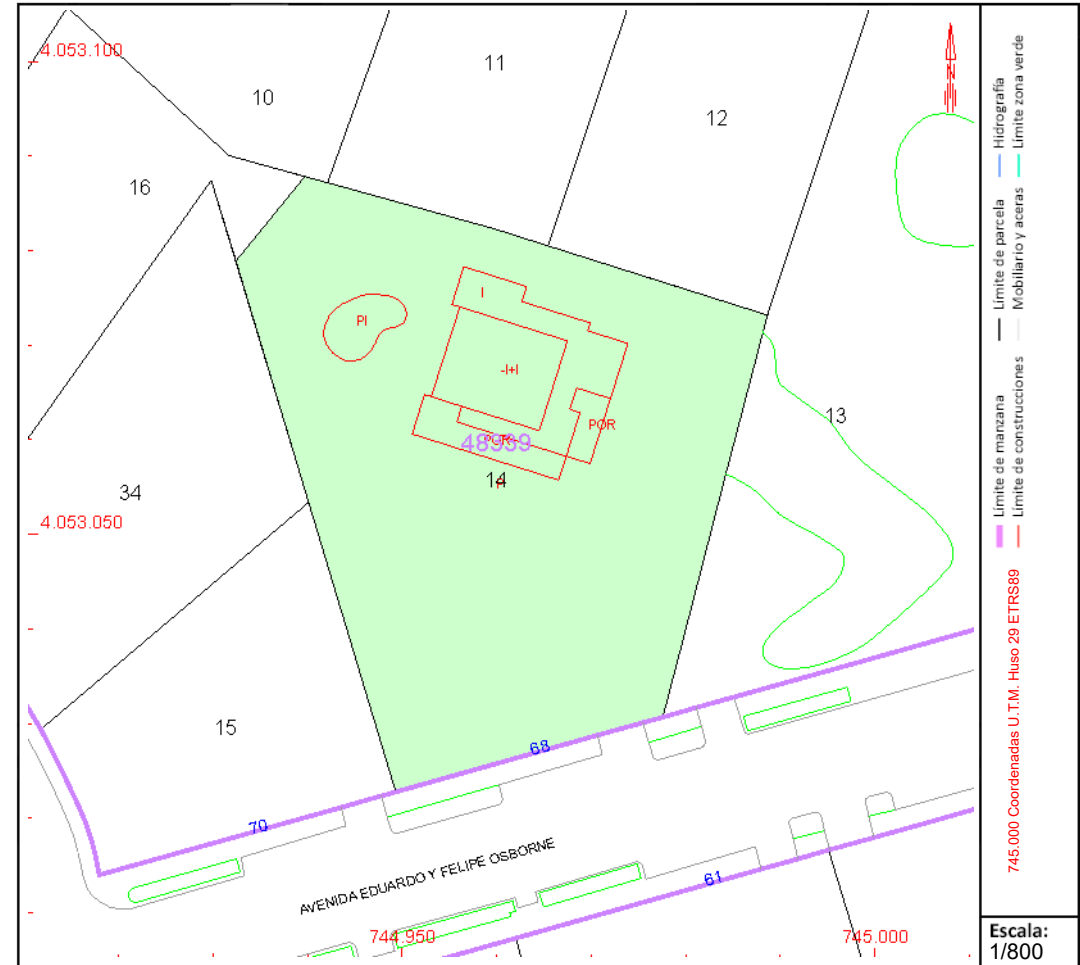 4.053.100
10
11
12
16
I
PI
-I+I
13
POR
POR
48939
14
34
4.053.050
15
68
70
AVENIDA EDUARDO Y FELIPE OSBORNE
61
744.950
745.000
N
Hidrografía
Límite zona verde
Límite de parcela
Mobiliario y aceras
Límite de manzana
Límite de construcciones
745.000 Coordenadas U.T.M. Huso 29 ETRS89
Escala:
1/800